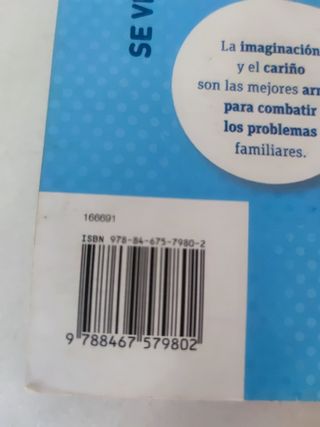 SE
La imaginación
y el cariño
son las mejores
para combatir
los problemas
familiares.
166691
ISBN 978-84-675-7980-2
9 788467 579802